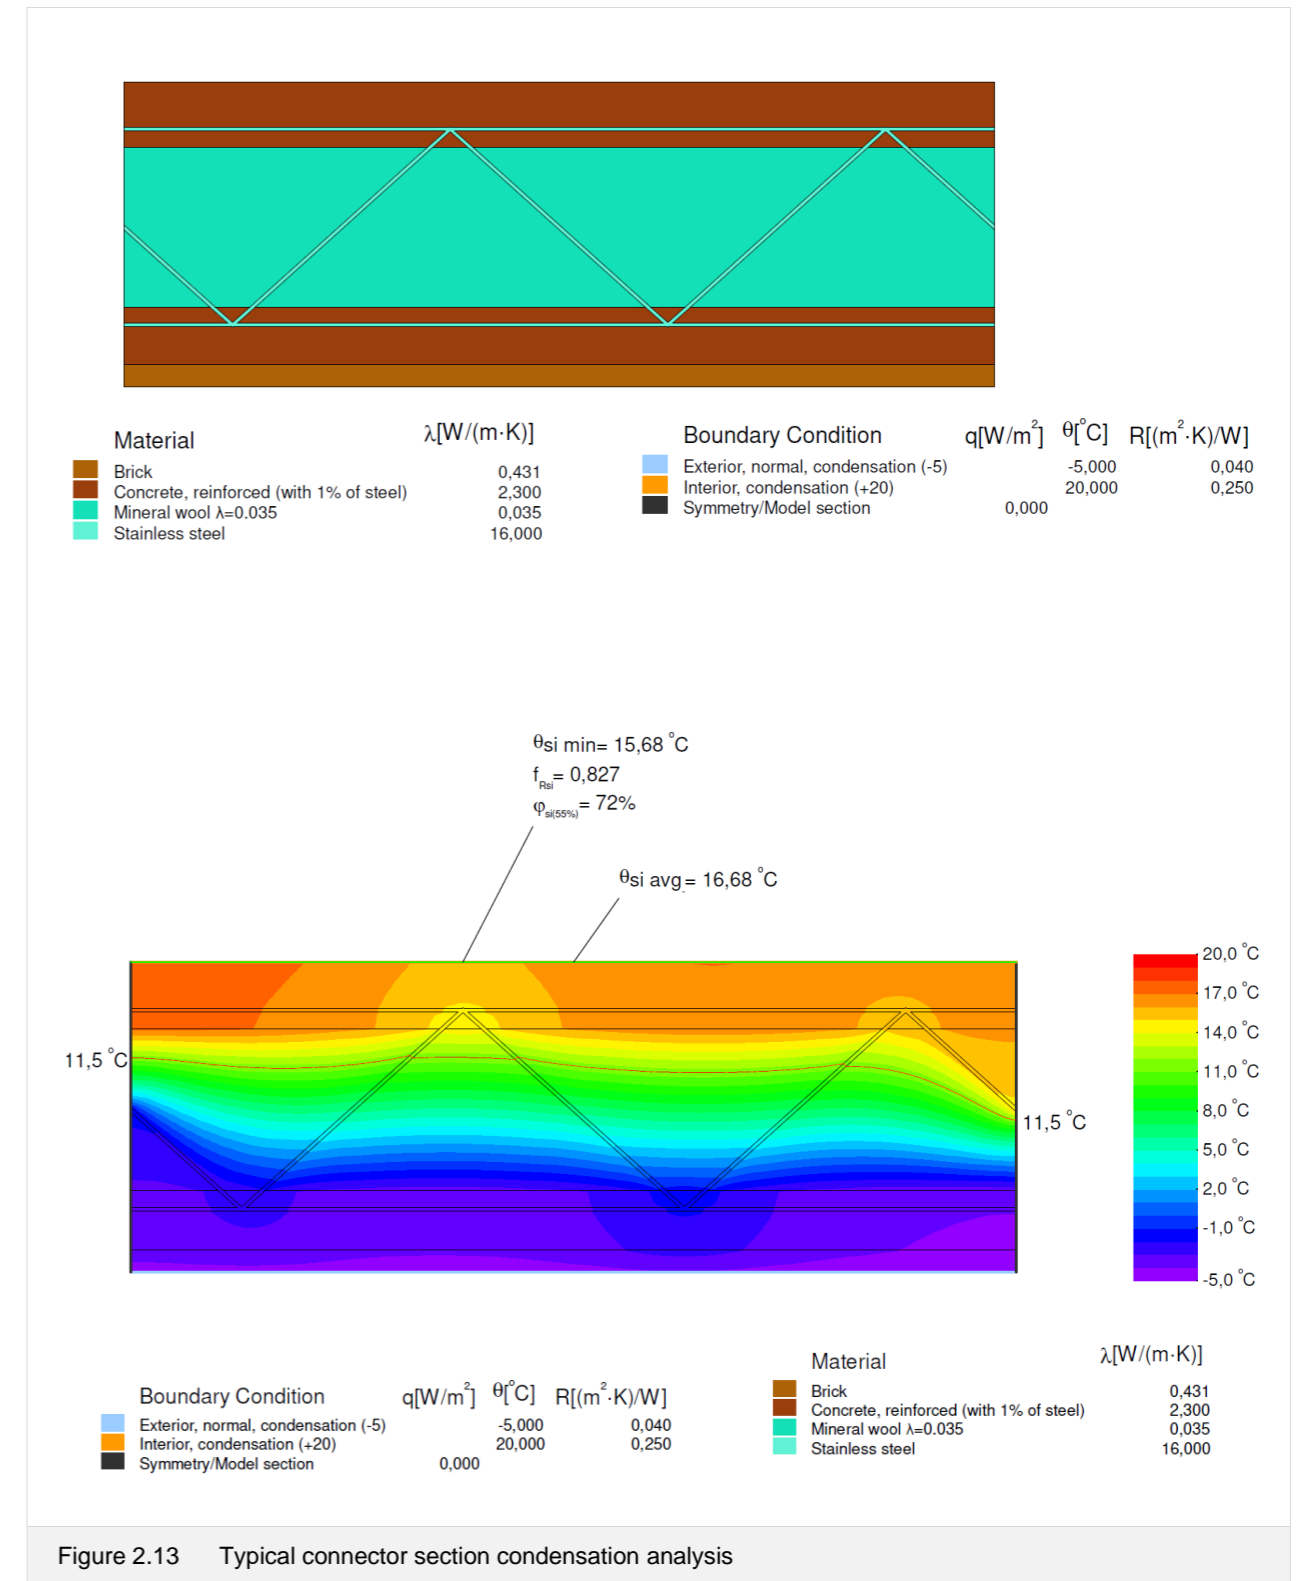 Material λ[W/(m·K)]
Brick 0,431
Concrete, reinforced (with 1% of steel) 2,300
Mineral wool λ=0.035 0,035
Stainless steel 16,000
Boundary Condition q[W/m²] θ[°C] R[(m²·K)/W]
Exterior, normal, condensation (-5) -5,000 0,040
Interior, condensation (+20) 20,000 0,250
Symmetry/Model section 0,000
θsi min= 15,68 °C
fRsi= 0,827
φsi(55%)= 72%
θsi avg= 16,68 °C
11,5 °C
11,5 °C
20,0 °C
17,0 °C
14,0 °C
11,0 °C
8,0 °C
5,0 °C
2,0 °C
-1,0 °C
-5,0 °C
Boundary Condition q[W/m²] θ[°C] R[(m²·K)/W]
Exterior, normal, condensation (-5) -5,000 0,040
Interior, condensation (+20) 20,000 0,250
Symmetry/Model section 0,000
Material λ[W/(m·K)]
Brick 0,431
Concrete, reinforced (with 1% of steel) 2,300
Mineral wool λ=0.035 0,035
Stainless steel 16,000
Figure 2.13 Typical connector section condensation analysis